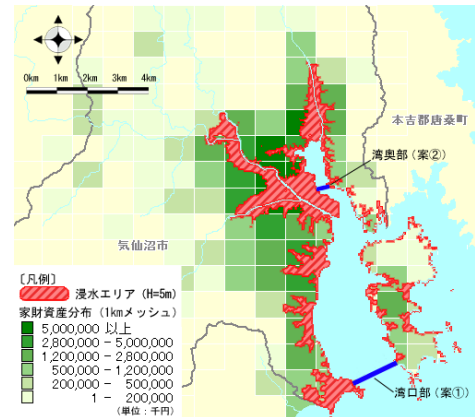 0km 1km 2km 3km 4km
本吉郡唐桑町
湾奥部(案②)
気仙沼市
[凡例]
浸水エリア (H=5m)
家財資産分布 (1kmメッシュ)
5,000,000 以上
2,800,000 - 5,000,000
1,200,000 - 2,800,000
500,000 - 1,200,000
200,000 - 500,000
1 - 200,000
(単位:千円)
湾口部(案①)